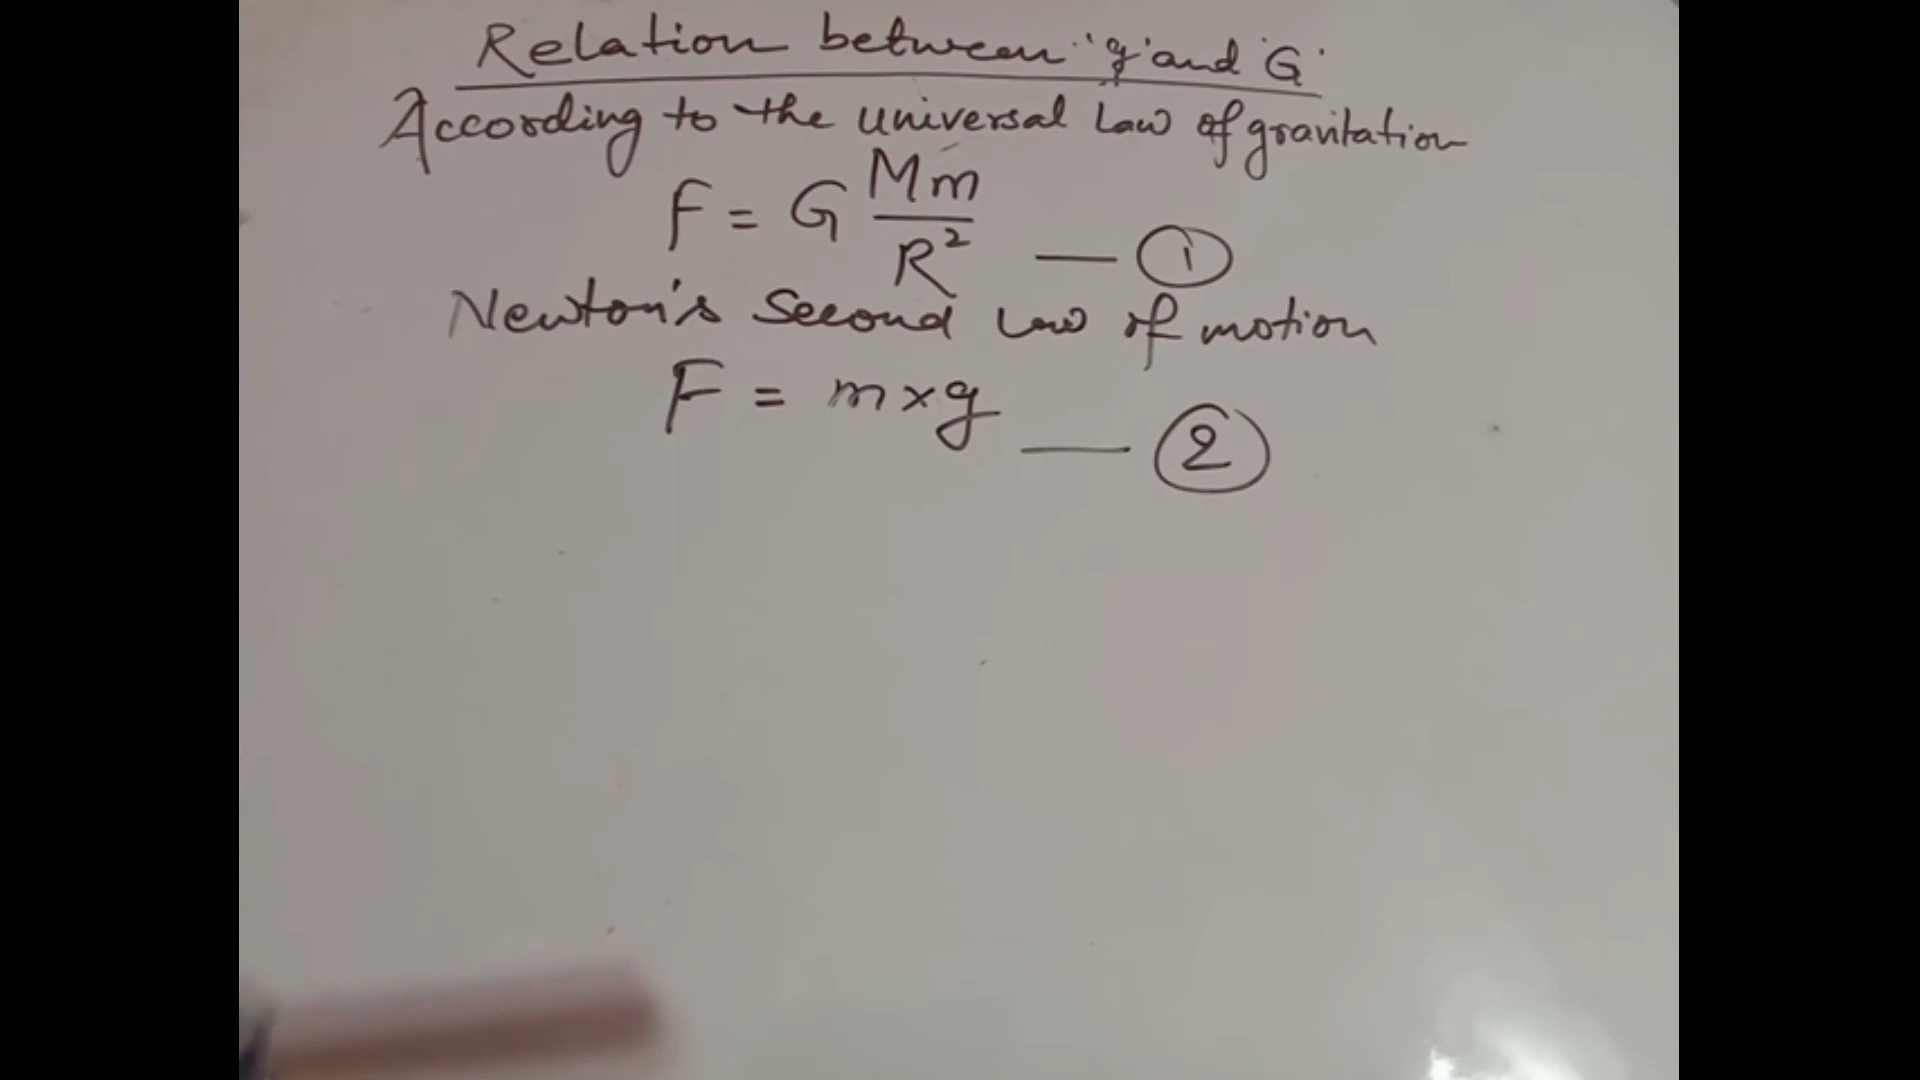 Relation between 'g' and 'G'
According to the universal Law of gravitation
F = G Mm/R² — ①
Newton's Second Law of motion
F = m×g — ②